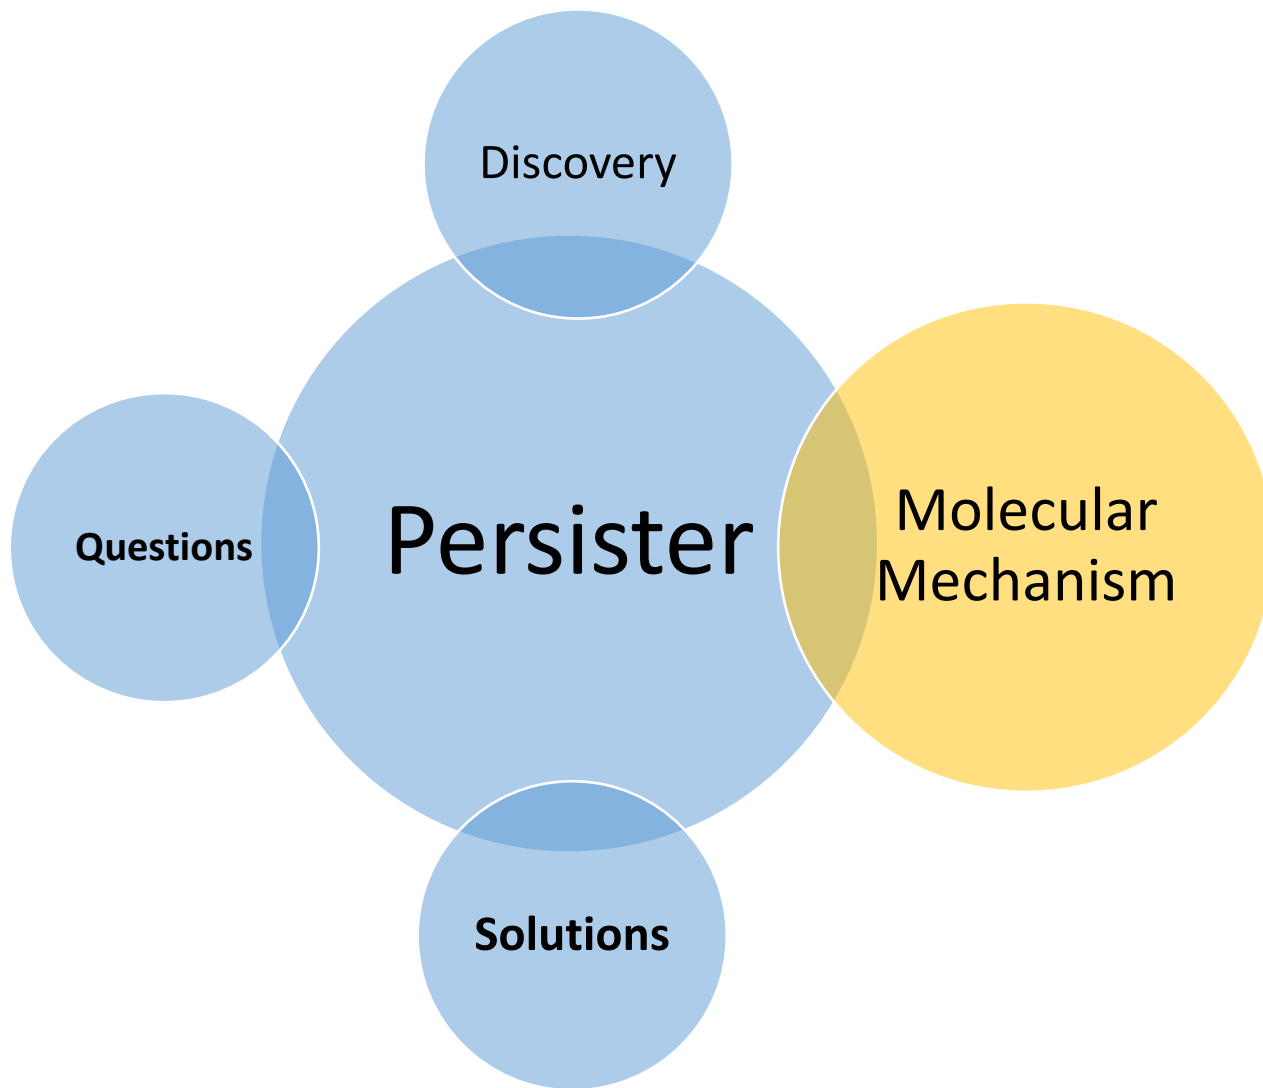 Discovery
Questions
Persister
Molecular
Mechanism
Solutions